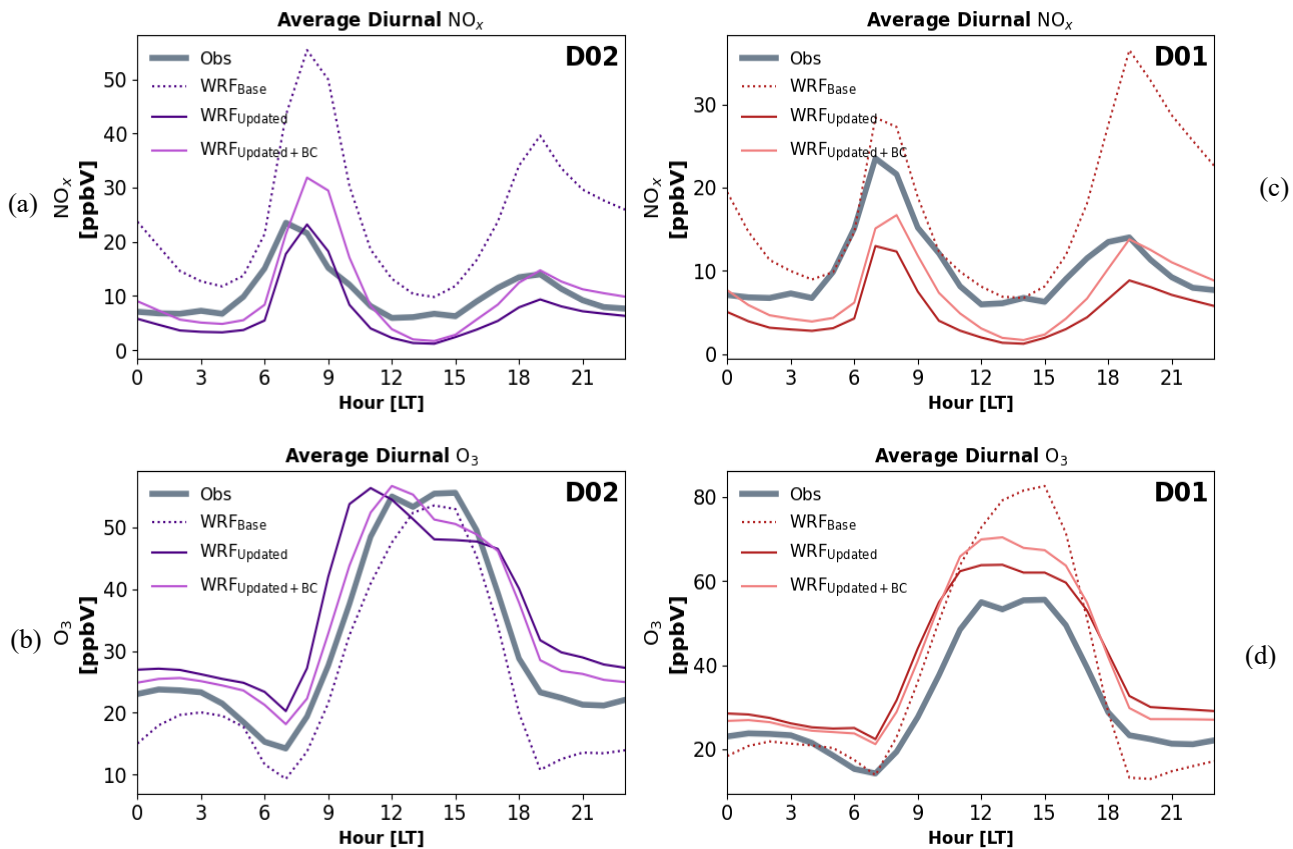 Average Diurnal NOx
(a)
NOx
[ppbV]
50
40
30
20
10
0
Obs
WRFBase
WRFUpdated
WRFUpdated+BC
D02
0 3 6 9 12 15 18 21
Hour [LT]
Average Diurnal NOx
(c)
NOx
[ppbV]
30
20
10
0
Obs
WRFBase
WRFUpdated
WRFUpdated+BC
D01
0 3 6 9 12 15 18 21
Hour [LT]
Average Diurnal O3
(b)
O3
[ppbV]
50
40
30
20
10
Obs
WRFBase
WRFUpdated
WRFUpdated+BC
D02
0 3 6 9 12 15 18 21
Hour [LT]
Average Diurnal O3
(d)
O3
[ppbV]
80
60
40
20
Obs
WRFBase
WRFUpdated
WRFUpdated+BC
D01
0 3 6 9 12 15 18 21
Hour [LT]